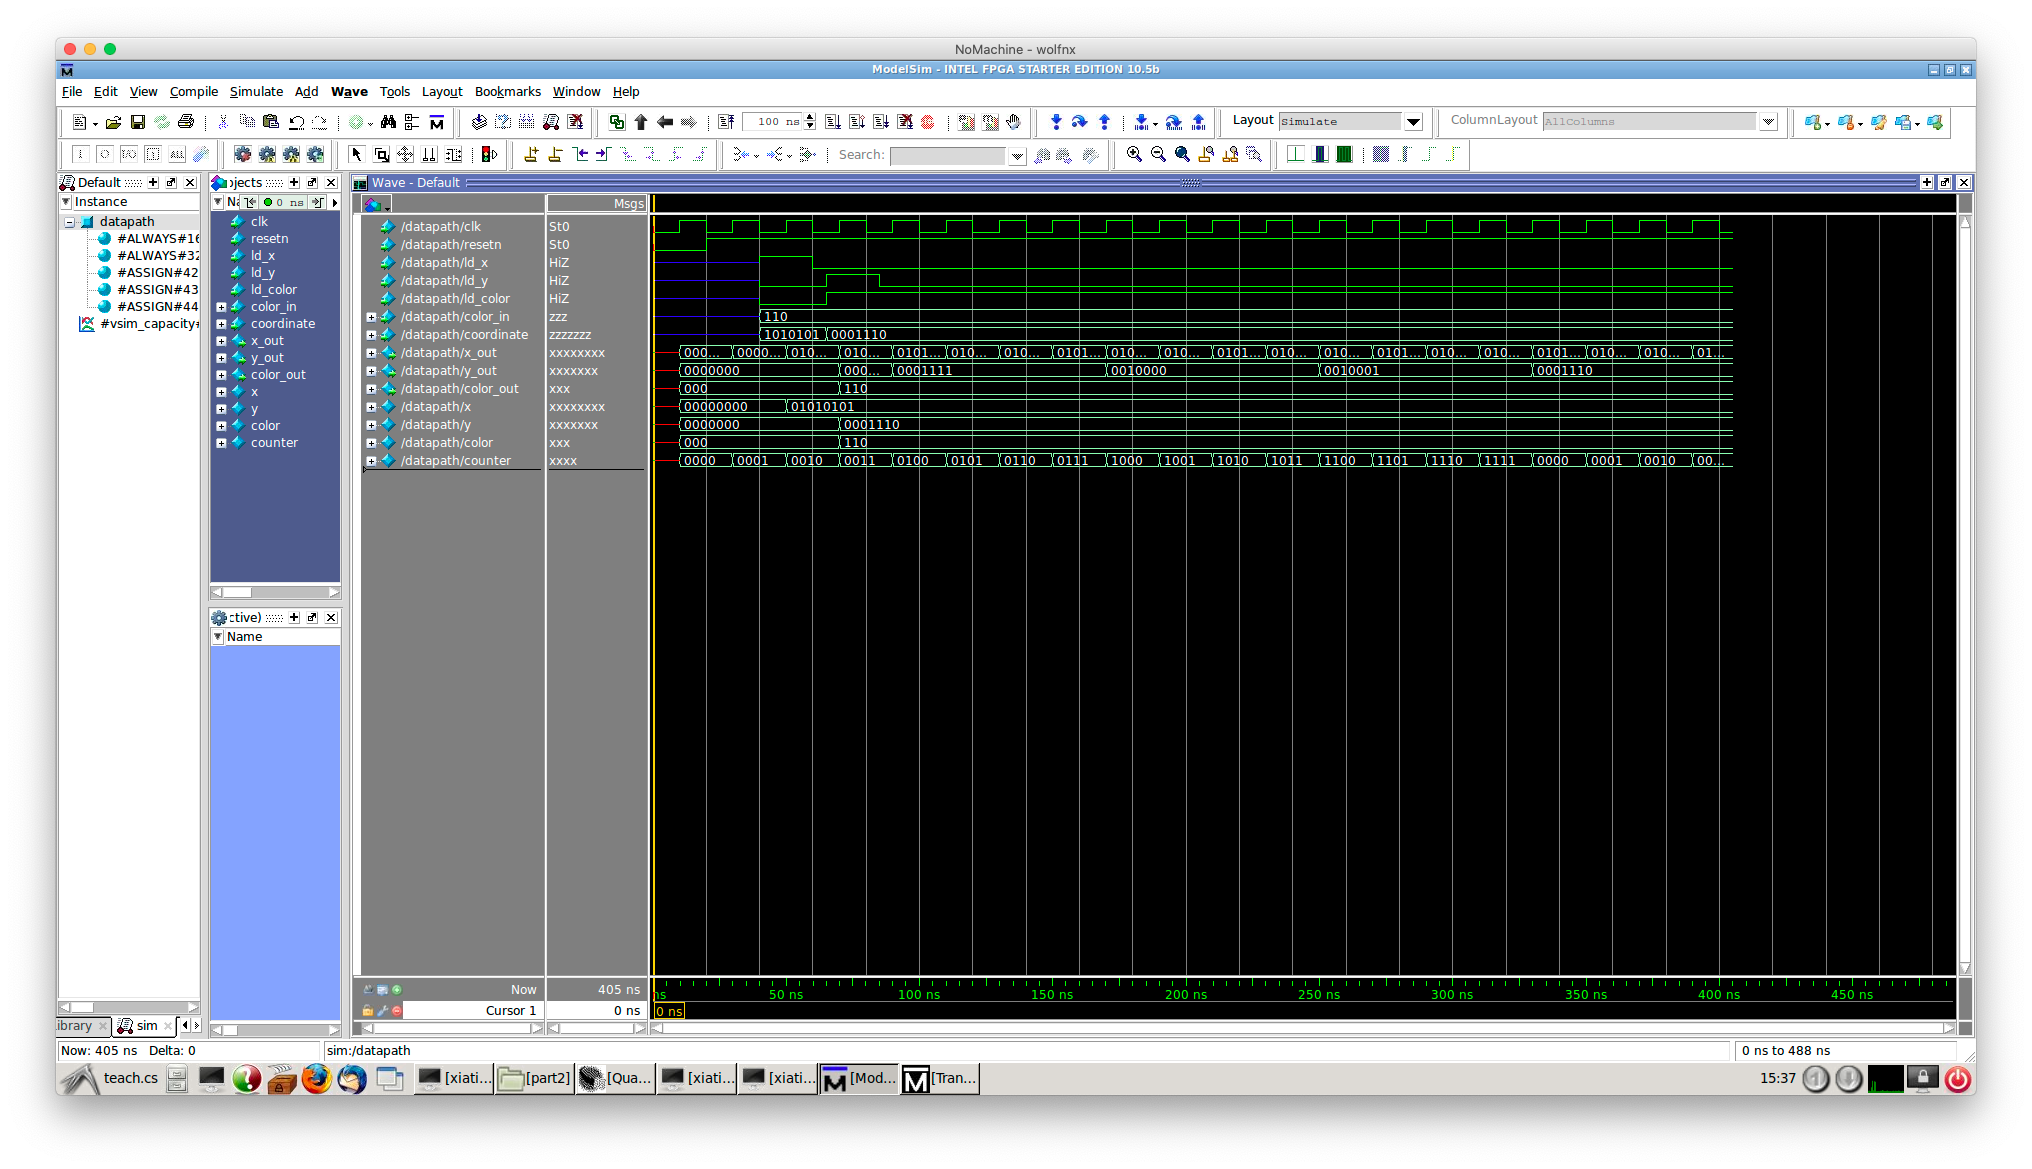 NoMachine - wolfnx
ModelSim - INTEL FPGA STARTER EDITION 10.5b
File Edit View Compile Simulate Add Wave Tools Layout Bookmarks Window Help
100 ns Layout Simulate ColumnLayout AllColumns
Search:
Default
Instance
datapath
#ALWAYS#16
#ALWAYS#32
#ASSIGN#42
#ASSIGN#43
#ASSIGN#44
#vsim_capacity#
jects
0 ns
clk
resetn
ld_x
ld_y
ld_color
color_in
coordinate
x_out
y_out
color_out
x
y
color
counter
ctive)
Name
Wave - Default
Msgs
/datapath/clk St0
/datapath/resetn St0
/datapath/ld_x HiZ
/datapath/ld_y HiZ
/datapath/ld_color HiZ
/datapath/color_in zzz 110
/datapath/coordinate zzzzzzz 1010101 0001110
/datapath/x_out xxxxxxxx 000... 0000... 010... 010... 0101... 010... 010... 0101... 010... 010... 0101... 010... 010... 0101... 010... 010... 0101... 010... 010... 01...
/datapath/y_out xxxxxxx 0000000 000... 0001111 0010000 0010001 0001110
/datapath/color_out xxx 000 110
/datapath/x xxxxxxxx 00000000 01010101
/datapath/y xxxxxxx 0000000 0001110
/datapath/color xxx 000 110
/datapath/counter xxxx 0000 0001 0010 0011 0100 0101 0110 0111 1000 1001 1010 1011 1100 1101 1110 1111 0000 0001 0010 00...
Now 405 ns ns 50 ns 100 ns 150 ns 200 ns 250 ns 300 ns 350 ns 400 ns 450 ns
Cursor 1 0 ns 0 ns
ibrary sim
Now: 405 ns Delta: 0 sim:/datapath 0 ns to 488 ns
teach.cs [xiati... [part2] [Qua... [xiati... [xiati... [Mod... [Tran... 15:37